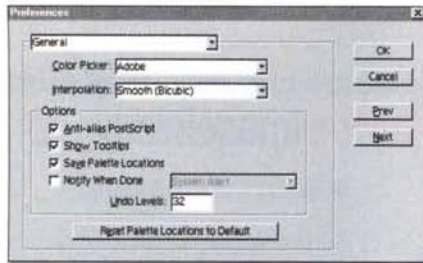 Preferences
General
Color Picker: Adobe
Interpolation: Smooth (Bicubic)
Options
Anti-alias PostScript
Show Tooltips
Save Palette Locations
Notify When Done System Alert
Undo Levels: 32
Reset Palette Locations to Default
OK
Cancel
Prev
Next